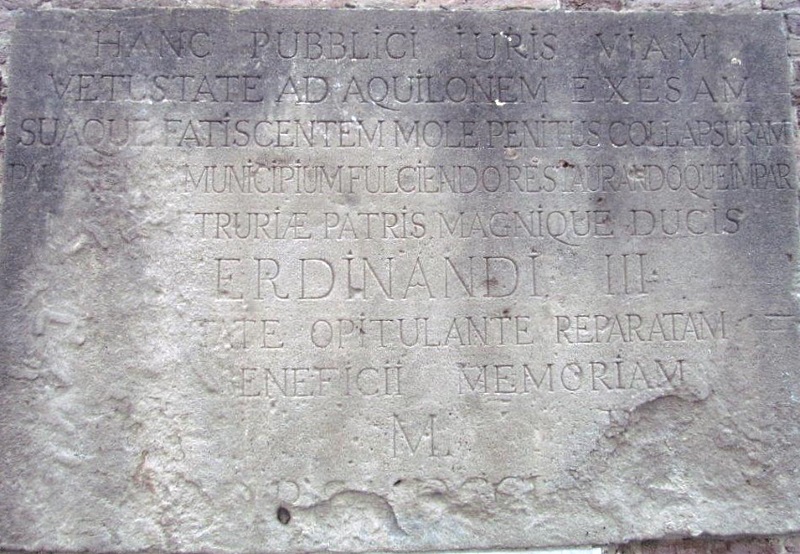 HANC PUBBLICI IURIS VIAM
VETUSTATE AD AQUILONEM EXESAM
SUAQUE FATISCENTEM MOLE PENITUS COLLAPSURAM
MUNICIPIUM FULCIENDO RESTAURANDOQUE IMPAR
TRURIÆ PATRIS MAGNIQUE DUCIS
ERDINANDI III
TATE OPITULANTE REPARATAM
ENEFICII MEMORIAM
M